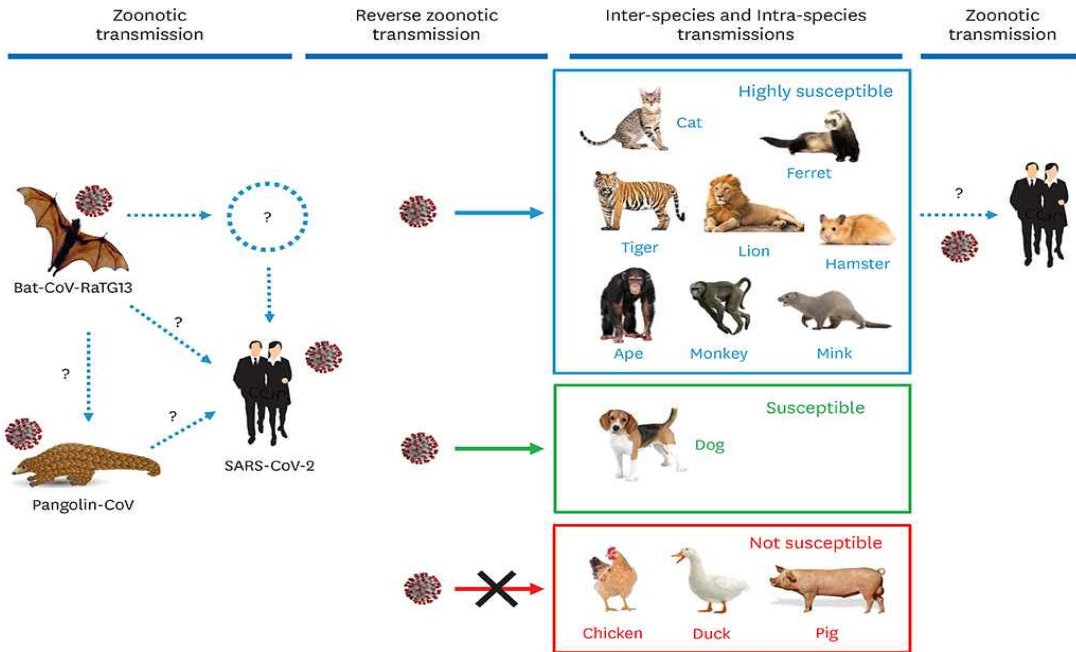 Zoonotic
transmission
Reverse zoonotic
transmission
Inter-species and Intra-species
transmissions
Zoonotic
transmission
Highly susceptible
Cat
Ferret
Tiger
Lion
Hamster
Ape
Monkey
Mink
?
Bat-CoV-RaTG13
?
?
?
SARS-CoV-2
Pangolin-CoV
?
Susceptible
Dog
Not susceptible
Chicken
Duck
Pig